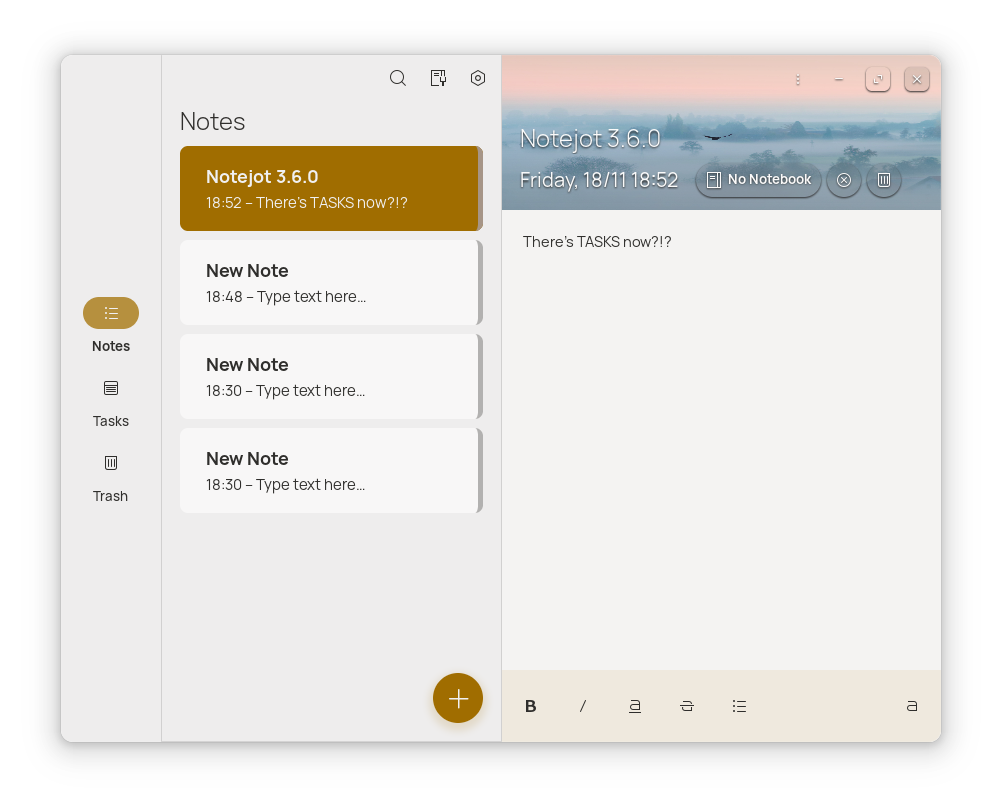 Notes
Tasks
Trash
Notes
Notejot 3.6.0
18:52 – There's TASKS now?!?
New Note
18:48 – Type text here…
New Note
18:30 – Type text here…
New Note
18:30 – Type text here…
Notejot 3.6.0
Friday, 18/11 18:52 No Notebook
There's TASKS now?!?
B / a S a